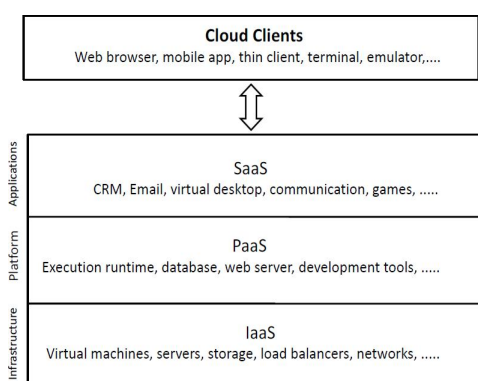 Cloud Clients
Web browser, mobile app, thin client, terminal, emulator,....
Applications
SaaS
CRM, Email, virtual desktop, communication, games, .....
Platform
PaaS
Execution runtime, database, web server, development tools, .....
Infrastructure
IaaS
Virtual machines, servers, storage, load balancers, networks, .....